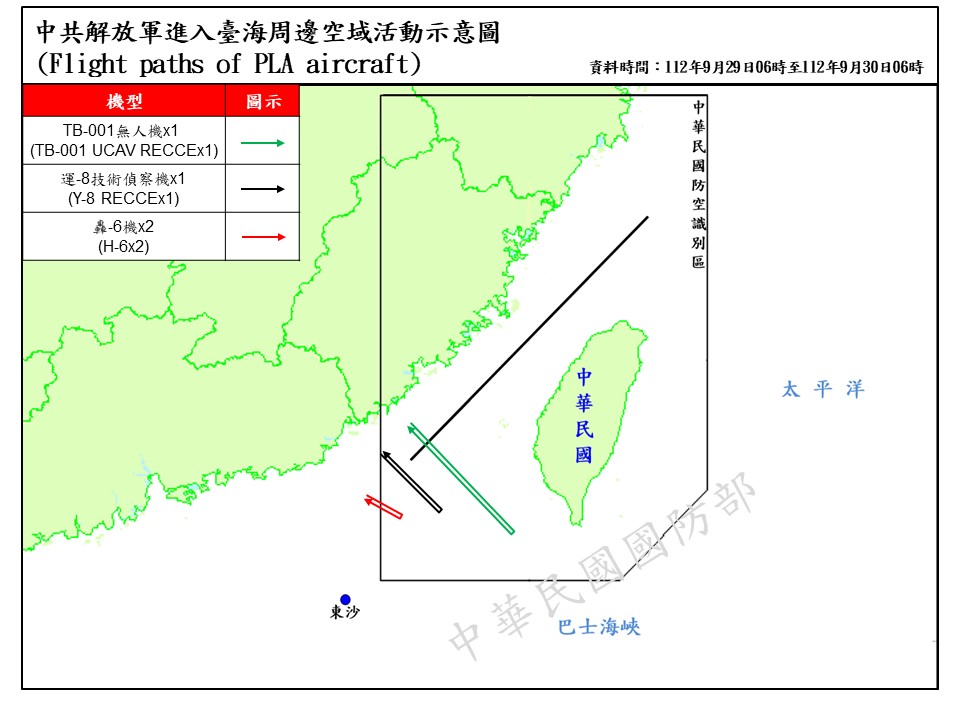 中共解放軍進入臺海周邊空域活動示意圖
(Flight paths of PLA aircraft)
資料時間：112年9月29日06時至112年9月30日06時
機型 圖示
TB-001無人機x1
(TB-001 UCAV RECCEx1)
運-8技術偵察機x1
(Y-8 RECCEx1)
轟-6機x2
(H-6x2)
中華民國防空識別區
中華民國
太平洋
東沙
巴士海峽
中華民國國防部